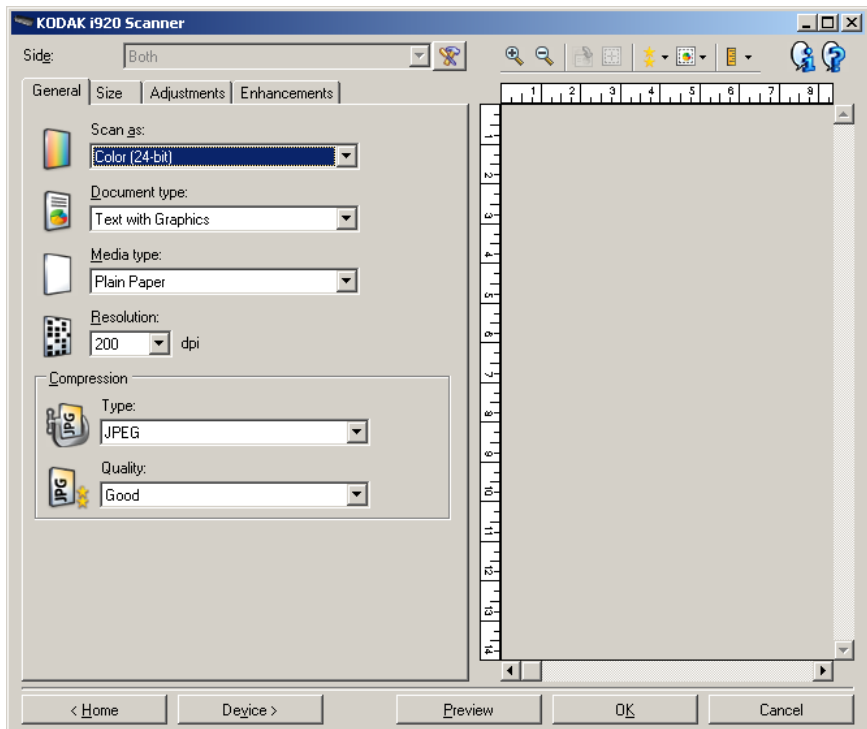 KODAK i920 Scanner
Side: Both
General Size Adjustments Enhancements
Scan as:
Color (24-bit)
Document type:
Text with Graphics
Media type:
Plain Paper
Resolution:
200 dpi
Compression
Type:
JPG
JPEG
Quality:
JPG
Good
1 2 3 4 5 6 7 8
1
2
3
4
5
6
7
8
9
10
11
12
13
14
< Home Device > Preview OK Cancel